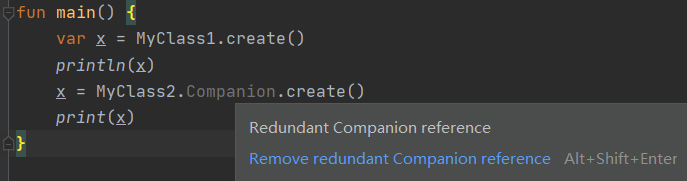 fun main() {
var x = MyClass1.create()
println(x)
x = MyClass2.Companion.create()
print(x)
}
Redundant Companion reference
Remove redundant Companion reference Alt+Shift+Enter